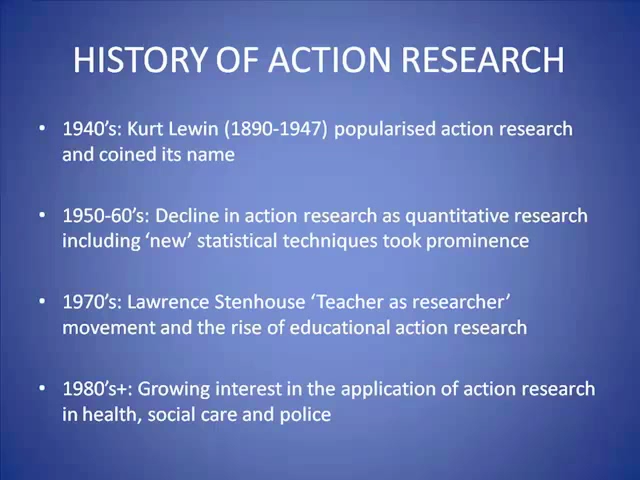 HISTORY OF ACTION RESEARCH
• 1940's: Kurt Lewin (1890-1947) popularised action research
and coined its name
• 1950-60's: Decline in action research as quantitative research
including ‘new’ statistical techniques took prominence
• 1970's: Lawrence Stenhouse ‘Teacher as researcher’
movement and the rise of educational action research
• 1980's+: Growing interest in the application of action research
in health, social care and police